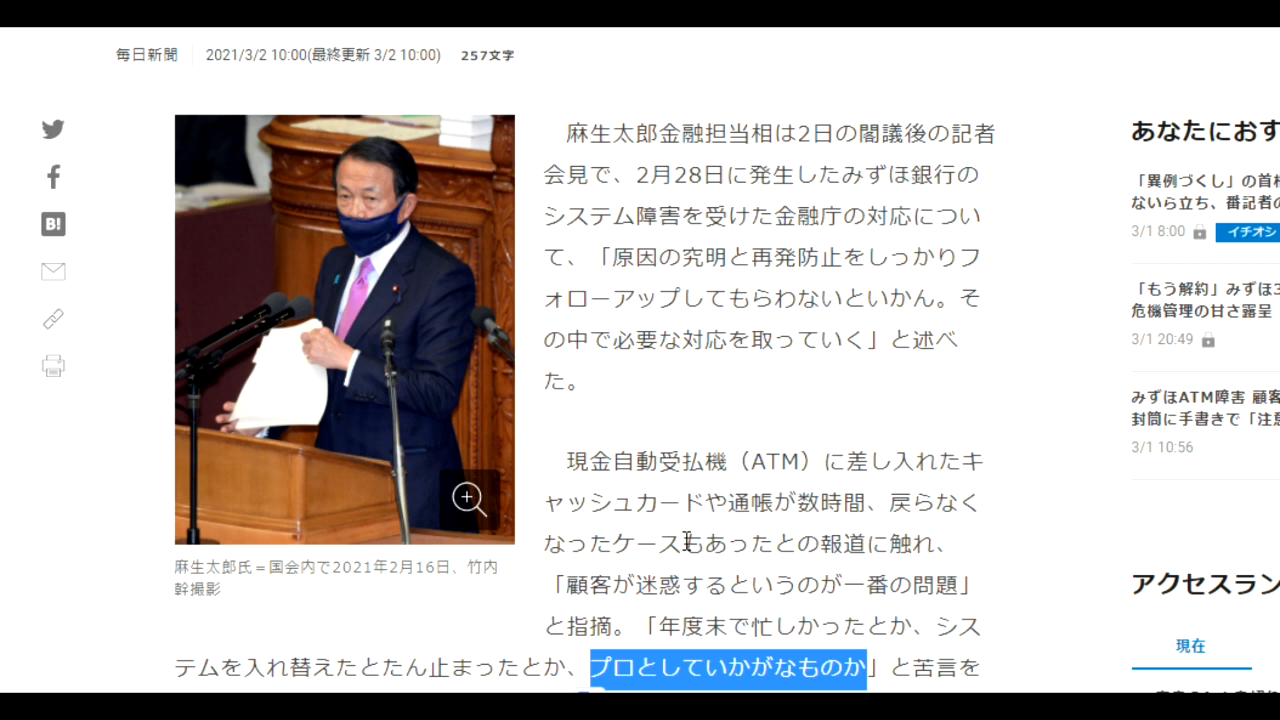 毎日新聞 2021/3/2 10:00(最終更新 3/2 10:00) 257文字
麻生太郎金融担当相は2日の閣議後の記者
会見で、2月28日に発生したみずほ銀行の
システム障害を受けた金融庁の対応につい
て、「原因の究明と再発防止をしっかりフ
ォローアップしてもらわないといかん。そ
の中で必要な対応を取っていく」と述べ
た。
現金自動受払機(ATM)に差し入れたキ
ャッシュカードや通帳が数時間、戻らなく
なったケースもあったとの報道に触れ、
「顧客が迷惑するというのが一番の問題」
と指摘。「年度末で忙しかったとか、シス
テムを入れ替えたとたん止まったとか、プロとしていかがなものか」と苦言を
麻生太郎氏=国会内で2021年2月16日、竹内
幹撮影
B!
あなたにおす
「異例づくし」の首相
ないら立ち、番記者の
3/1 8:00 イチオシ
「もう解約」みずほ3
危機管理の甘さ露呈
3/1 20:49
みずほATM障害 顧客
封筒に手書きで「注意
3/1 10:56
アクセスラン
現在